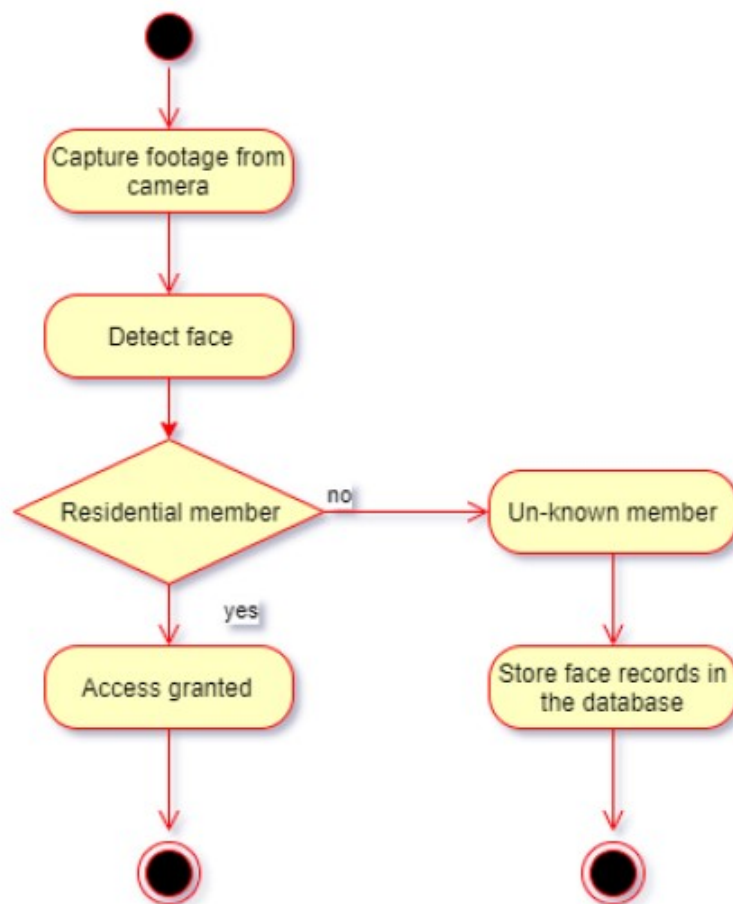 Capture footage from
camera
Detect face
Residential member
no
Un-known member
yes
Access granted
Store face records in
the database